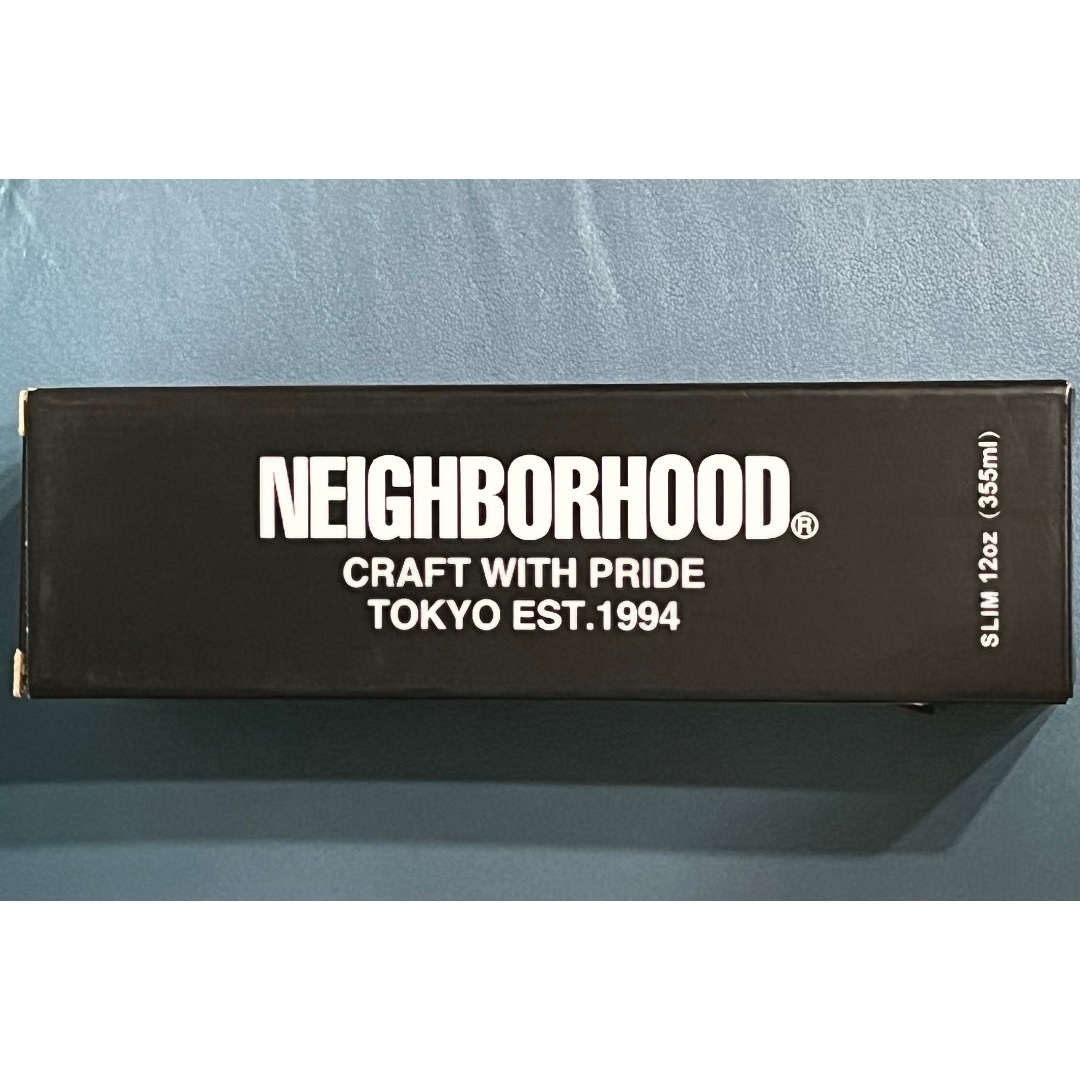 NEIGHBORHOOD®
CRAFT WITH PRIDE
TOKYO EST.1994
SLIM 12oz（355ml）